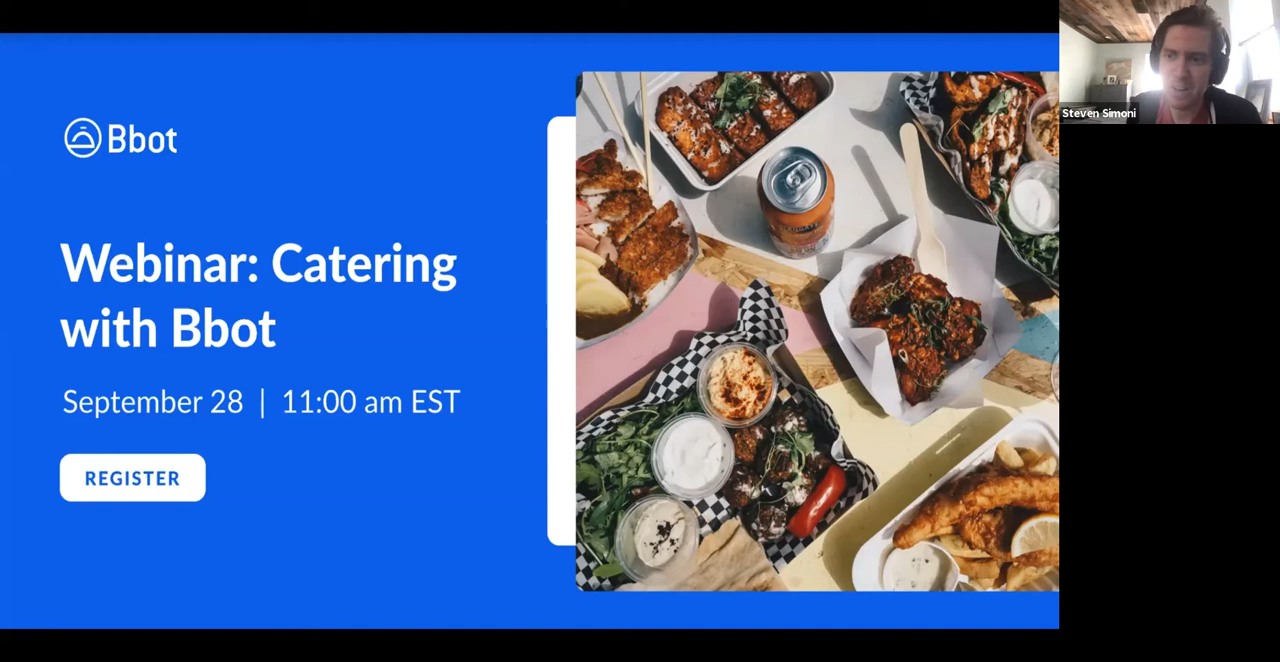 Bbot
Webinar: Catering
with Bbot
September 28 | 11:00 am EST
REGISTER
Steven Simoni